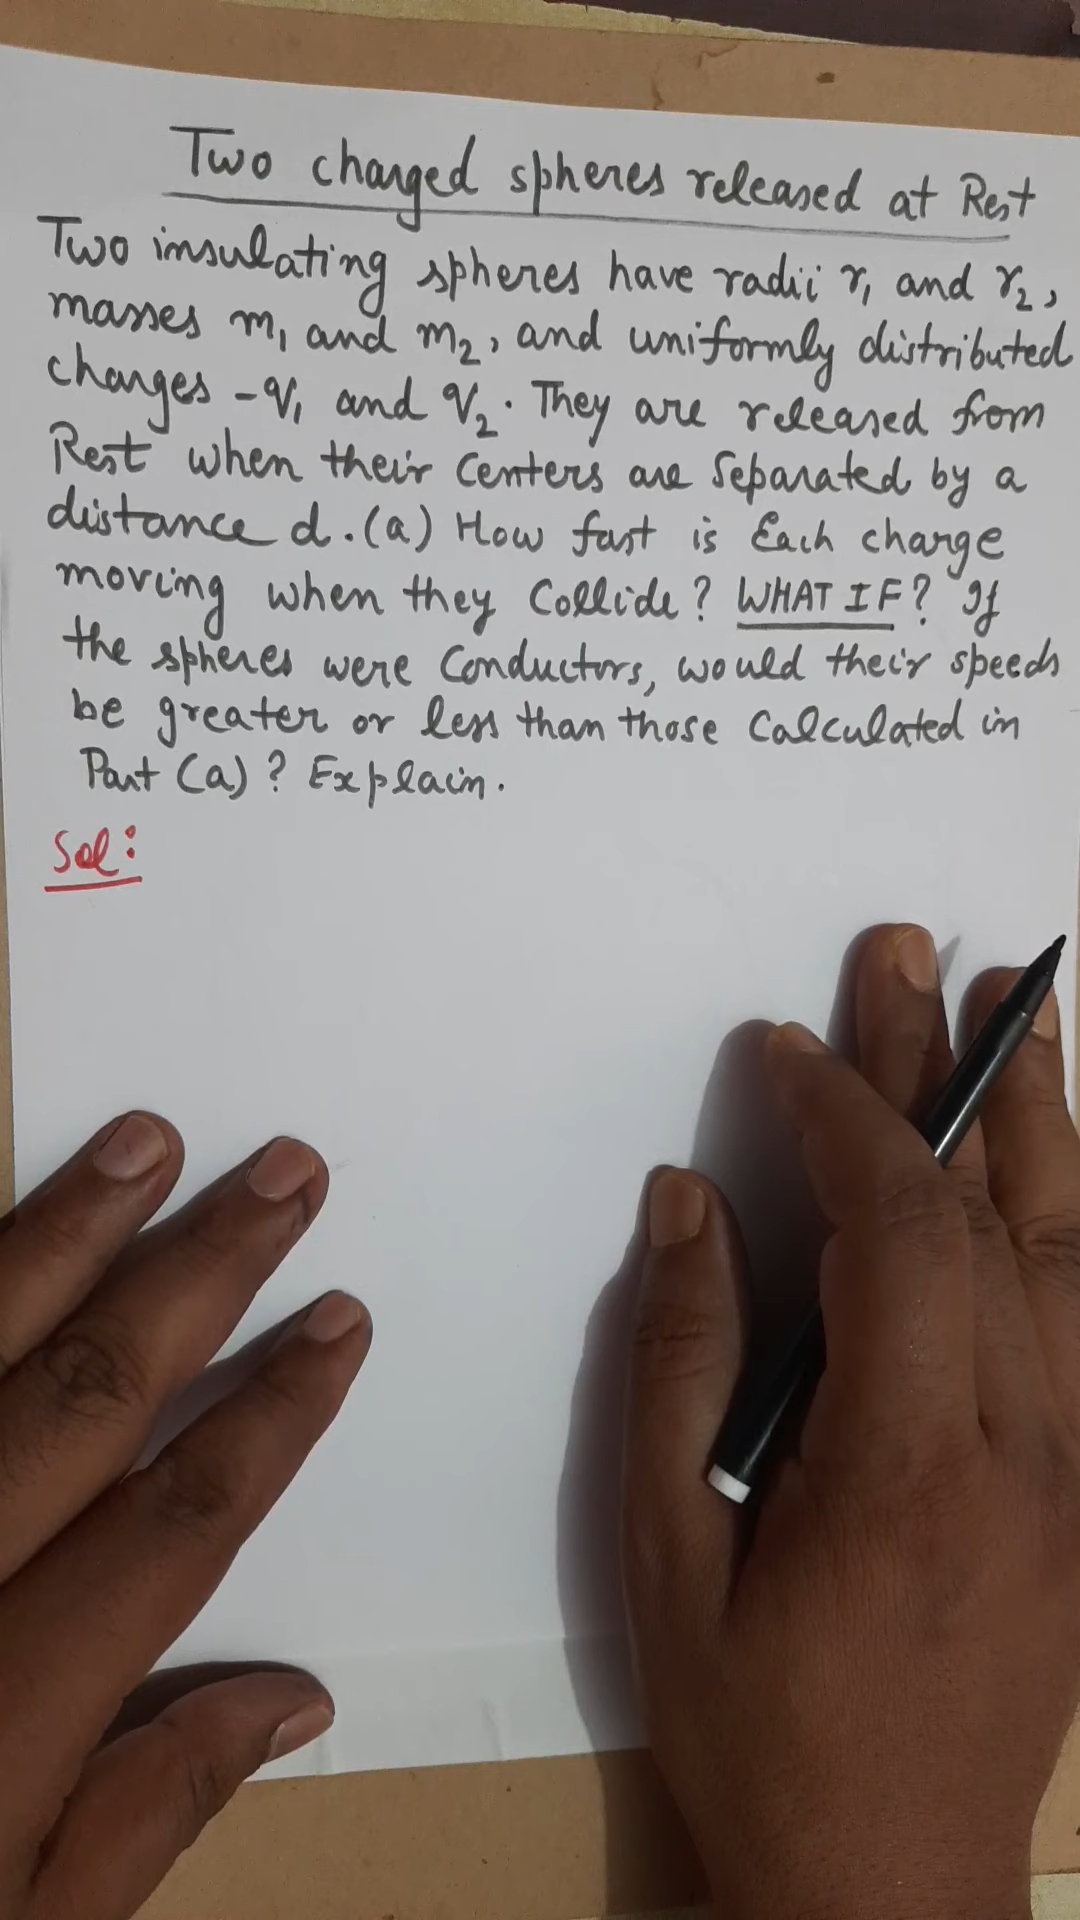 Two charged spheres released at Rest
Two insulating spheres have radii r₁ and r₂,
masses m₁ and m₂, and uniformly distributed
charges -q₁ and q₂. They are released from
Rest when their Centers are Separated by a
distance d. (a) How fast is Each charge
moving when they Collide? WHAT IF? If
the spheres were Conductors, would their speeds
be greater or less than those Calculated in
Part (a)? Explain.
Sol: